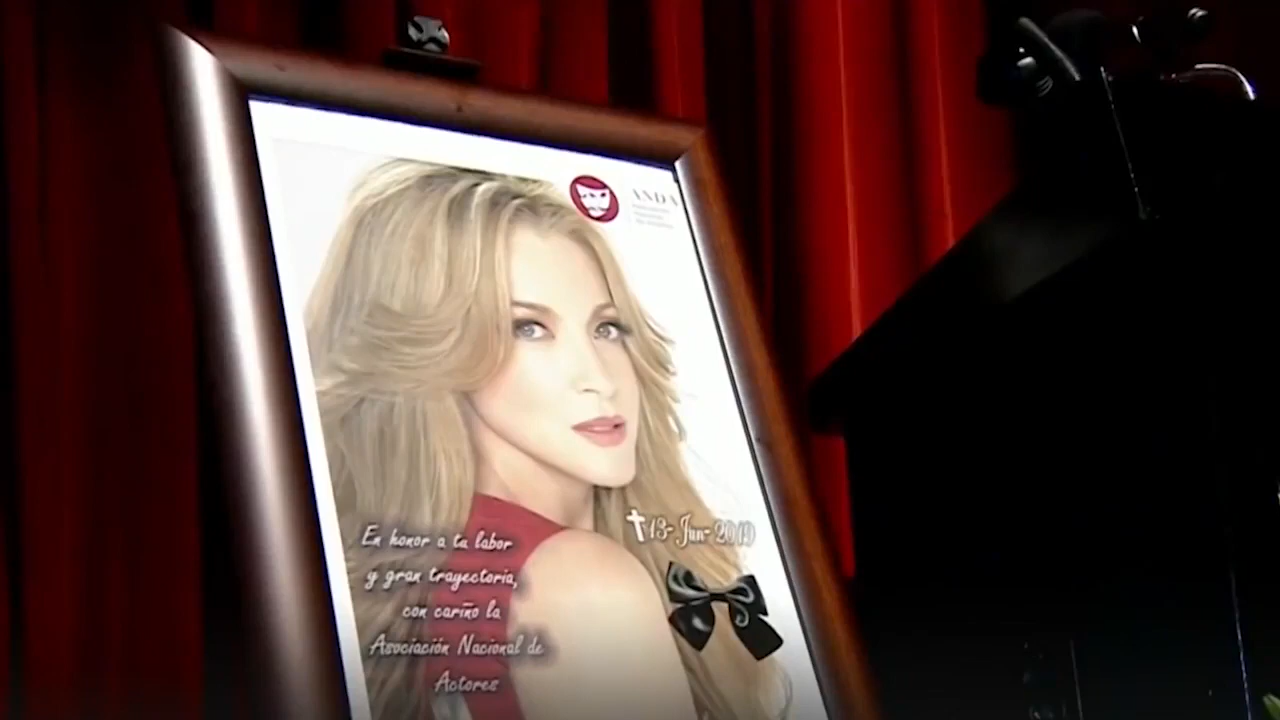 ANDA
✝13-Jun-2019
En honor a tu labor
y gran trayectoria,
con cariño la
Asociación Nacional de
Actores